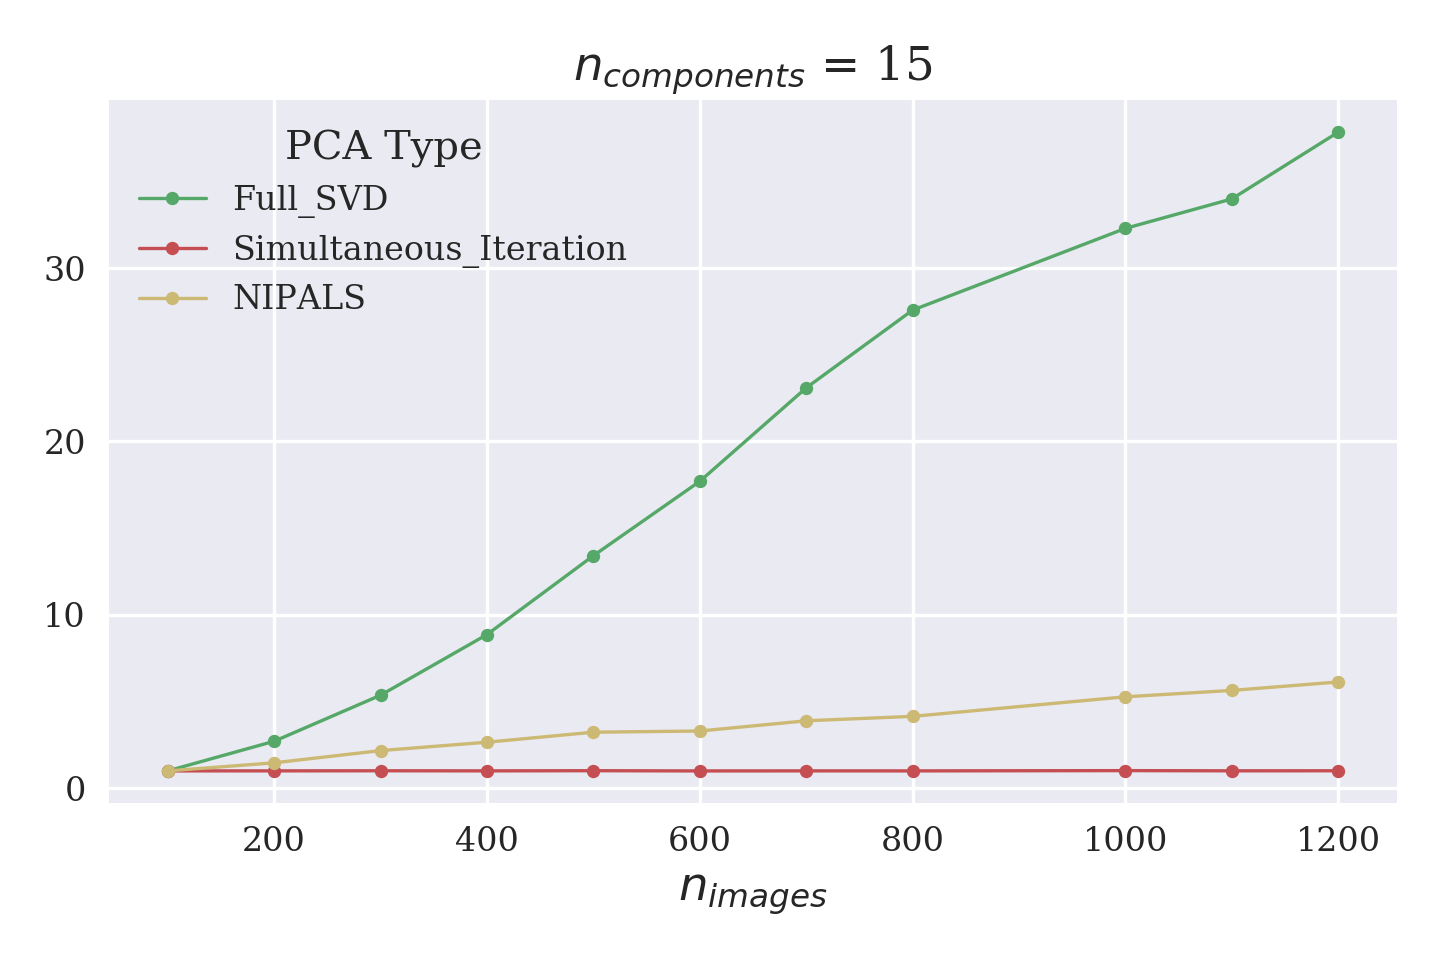 n_components = 15
PCA Type
Full_SVD
Simultaneous_Iteration
NIPALS
30
20
10
0
200 400 600 800 1000 1200
n_images